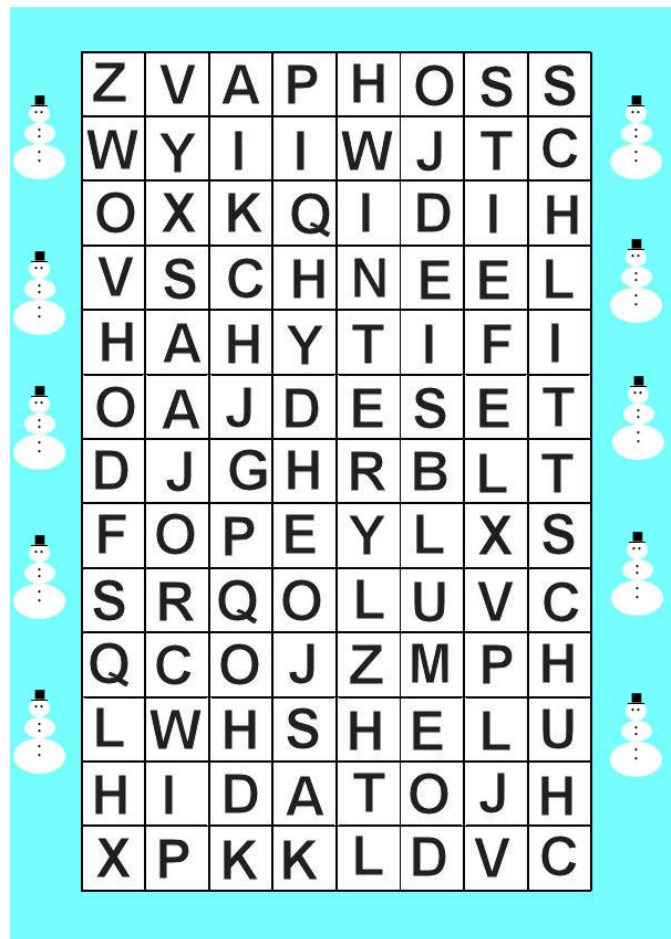 Z V A P H O S S
W Y I I W J T C
O X K Q I D I H
V S C H N E E L
H A H Y T I F I
O A J D E S E T
D J G H R B L T
F O P E Y L X S
S R Q O L U V C
Q C O J Z M P H
L W H S H E L U
H I D A T O J H
X P K K L D V C